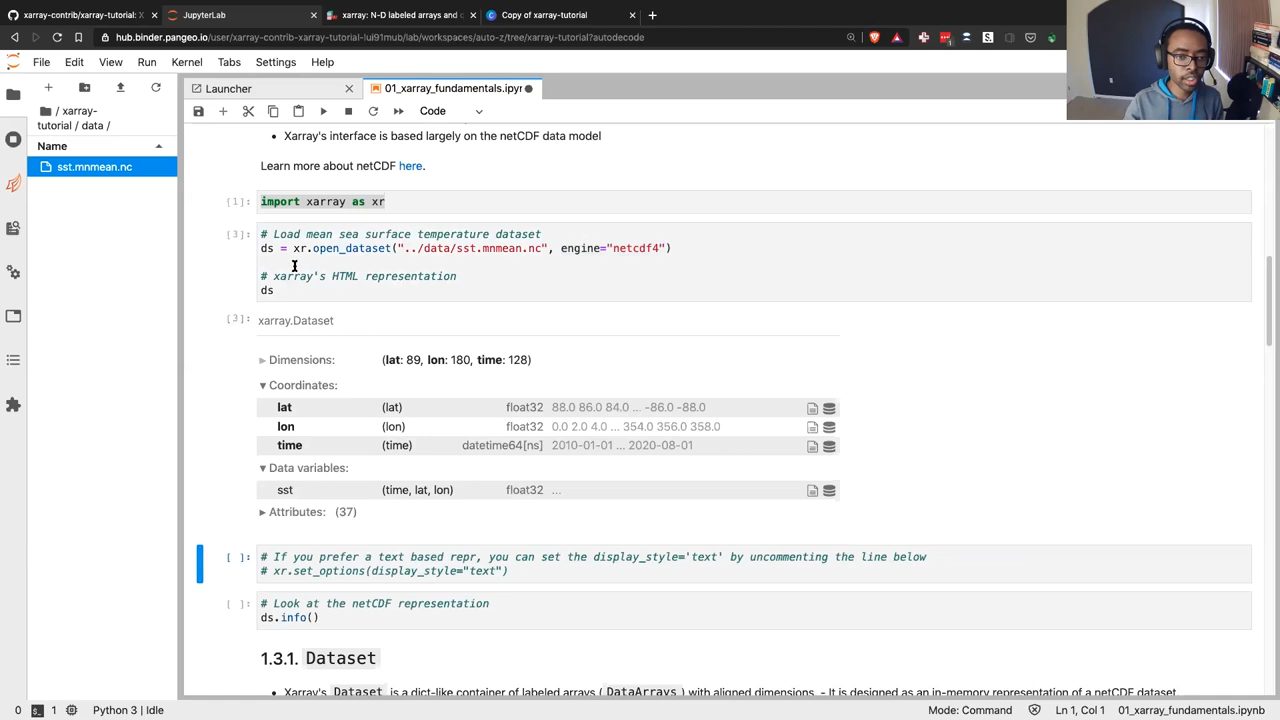 xarray-contrib/xarray-tutorial: X
JupyterLab
xarray: N-D labeled arrays and
Copy of xarray-tutorial
hub.binder.pangeo.io/user/xarray-contrib-xarray-tutorial-lui91mub/lab/workspaces/auto-z/tree/xarray-tutorial?autodecode
File Edit View Run Kernel Tabs Settings Help
Launcher
01_xarray_fundamentals.ipyn
Code
/ xarray-
tutorial / data /
Name
sst.mnmean.nc
• Xarray's interface is based largely on the netCDF data model
Learn more about netCDF here.
[1]: import xarray as xr
[3]: # Load mean sea surface temperature dataset
ds = xr.open_dataset("../data/sst.mnmean.nc", engine="netcdf4")
# xarray's HTML representation
ds
[3]: xarray.Dataset
Dimensions: (lat: 89, lon: 180, time: 128)
Coordinates:
lat (lat) float32 88.0 86.0 84.0 ... -86.0 -88.0
lon (lon) float32 0.0 2.0 4.0 ... 354.0 356.0 358.0
time (time) datetime64[ns] 2010-01-01 ... 2020-08-01
Data variables:
sst (time, lat, lon) float32 ...
Attributes: (37)
[ ]: # If you prefer a text based repr, you can set the display_style='text' by uncommenting the line below
# xr.set_options(display_style="text")
[ ]: # Look at the netCDF representation
ds.info()
1.3.1. Dataset
• Xarray's Dataset is a dict-like container of labeled arrays ( DataArrays ) with aligned dimensions. - It is designed as an in-memory representation of a netCDF dataset.
0 1 Python 3 | Idle
Mode: Command Ln 1, Col 1 01_xarray_fundamentals.ipynb